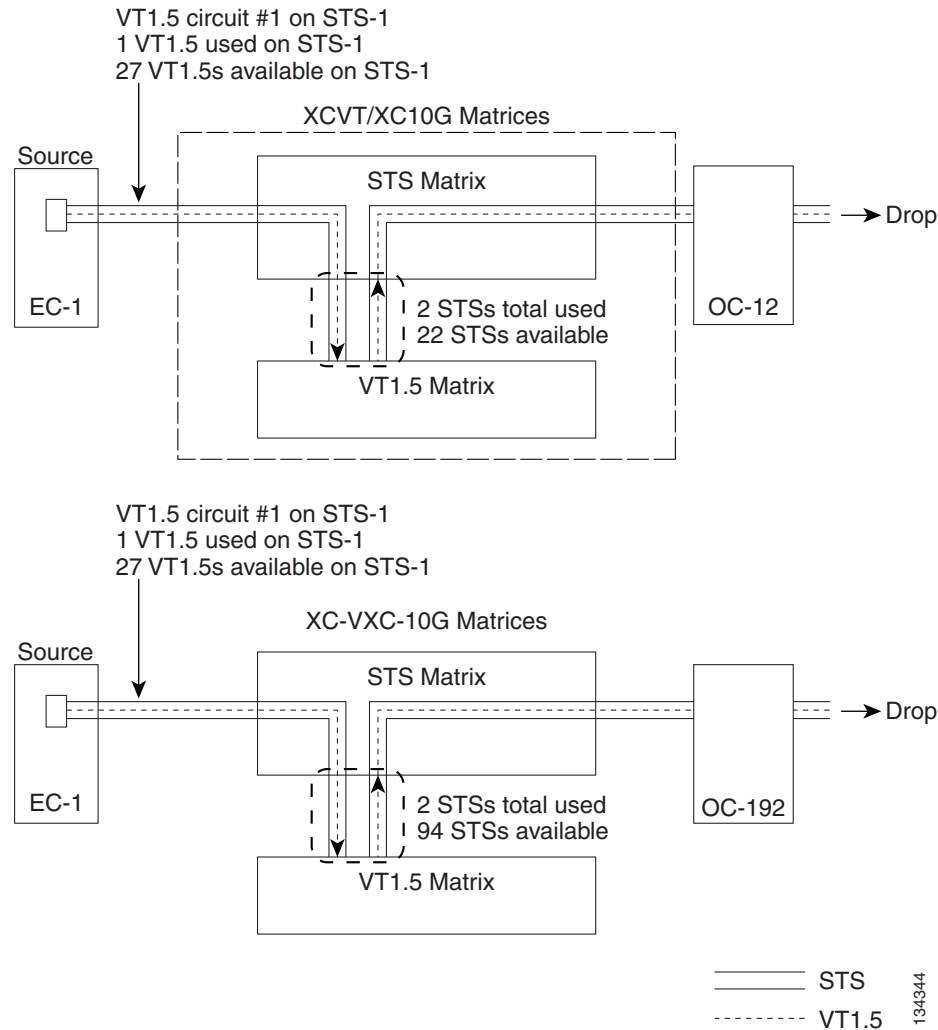 VT1.5 circuit #1 on STS-1
1 VT1.5 used on STS-1
27 VT1.5s available on STS-1
XCVT/XC10G Matrices
Source
STS Matrix
Drop
EC-1
2 STSs total used
22 STSs available
OC-12
VT1.5 Matrix
VT1.5 circuit #1 on STS-1
1 VT1.5 used on STS-1
27 VT1.5s available on STS-1
XC-VXC-10G Matrices
Source
STS Matrix
Drop
EC-1
2 STSs total used
94 STSs available
OC-192
VT1.5 Matrix
STS
VT1.5
134344